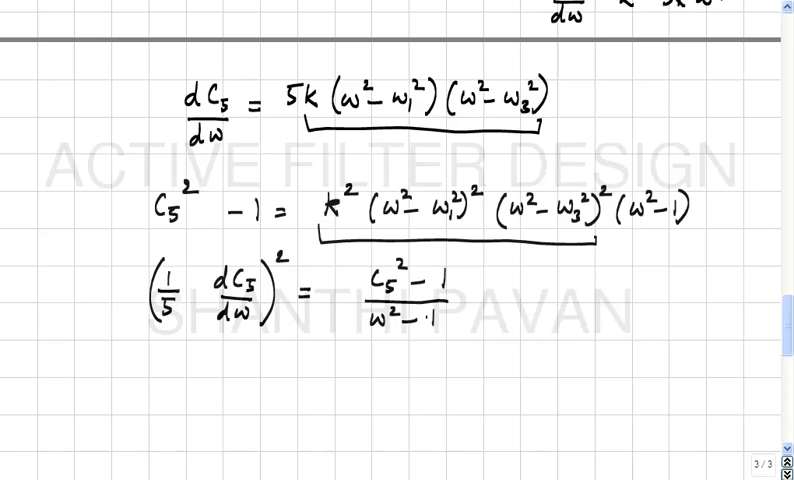 dω
dC₅/dω = 5k (ω² - ω₁²) (ω² - ω₃²)
ACTIVE FILTER DESIGN
C₅² - 1 = k² (ω² - ω₁²)² (ω² - ω₃²)² (ω² - 1)
(1/5 dC₅/dω)² = (C₅² - 1)/(ω² - 1)
SHANTHI PAVAN
3 / 3